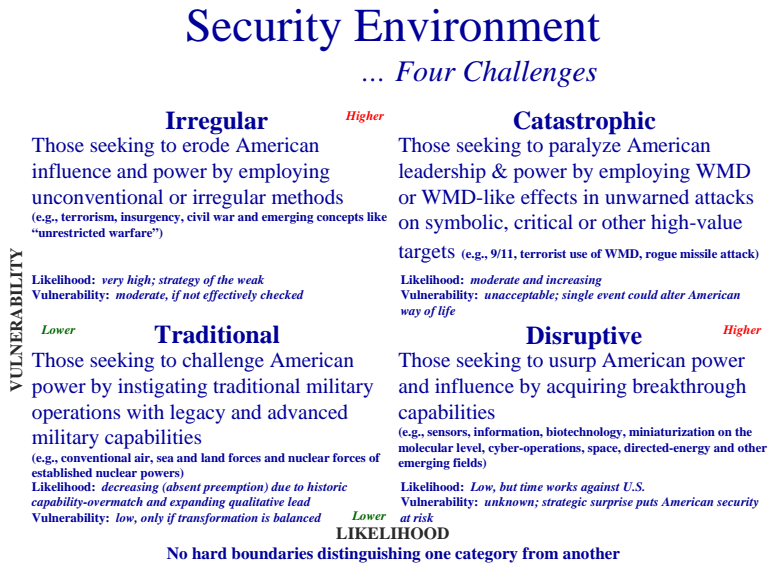 Security Environment
... Four Challenges
Irregular
Higher
Those seeking to erode American
influence and power by employing
unconventional or irregular methods
(e.g., terrorism, insurgency, civil war and emerging concepts like
“unrestricted warfare”)
Likelihood: very high; strategy of the weak
Vulnerability: moderate, if not effectively checked
Catastrophic
Those seeking to paralyze American
leadership & power by employing WMD
or WMD-like effects in unwarned attacks
on symbolic, critical or other high-value
targets (e.g., 9/11, terrorist use of WMD, rogue missile attack)
Likelihood: moderate and increasing
Vulnerability: unacceptable; single event could alter American
way of life
VULNERABILITY
Lower
Traditional
Those seeking to challenge American
power by instigating traditional military
operations with legacy and advanced
military capabilities
(e.g., conventional air, sea and land forces and nuclear forces of
established nuclear powers)
Likelihood: decreasing (absent preemption) due to historic
capability-overmatch and expanding qualitative lead
Vulnerability: low, only if transformation is balanced
Lower
Disruptive
Higher
Those seeking to usurp American power
and influence by acquiring breakthrough
capabilities
(e.g., sensors, information, biotechnology, miniaturization on the
molecular level, cyber-operations, space, directed-energy and other
emerging fields)
Likelihood: Low, but time works against U.S.
Vulnerability: unknown; strategic surprise puts American security
at risk
LIKELIHOOD
No hard boundaries distinguishing one category from another